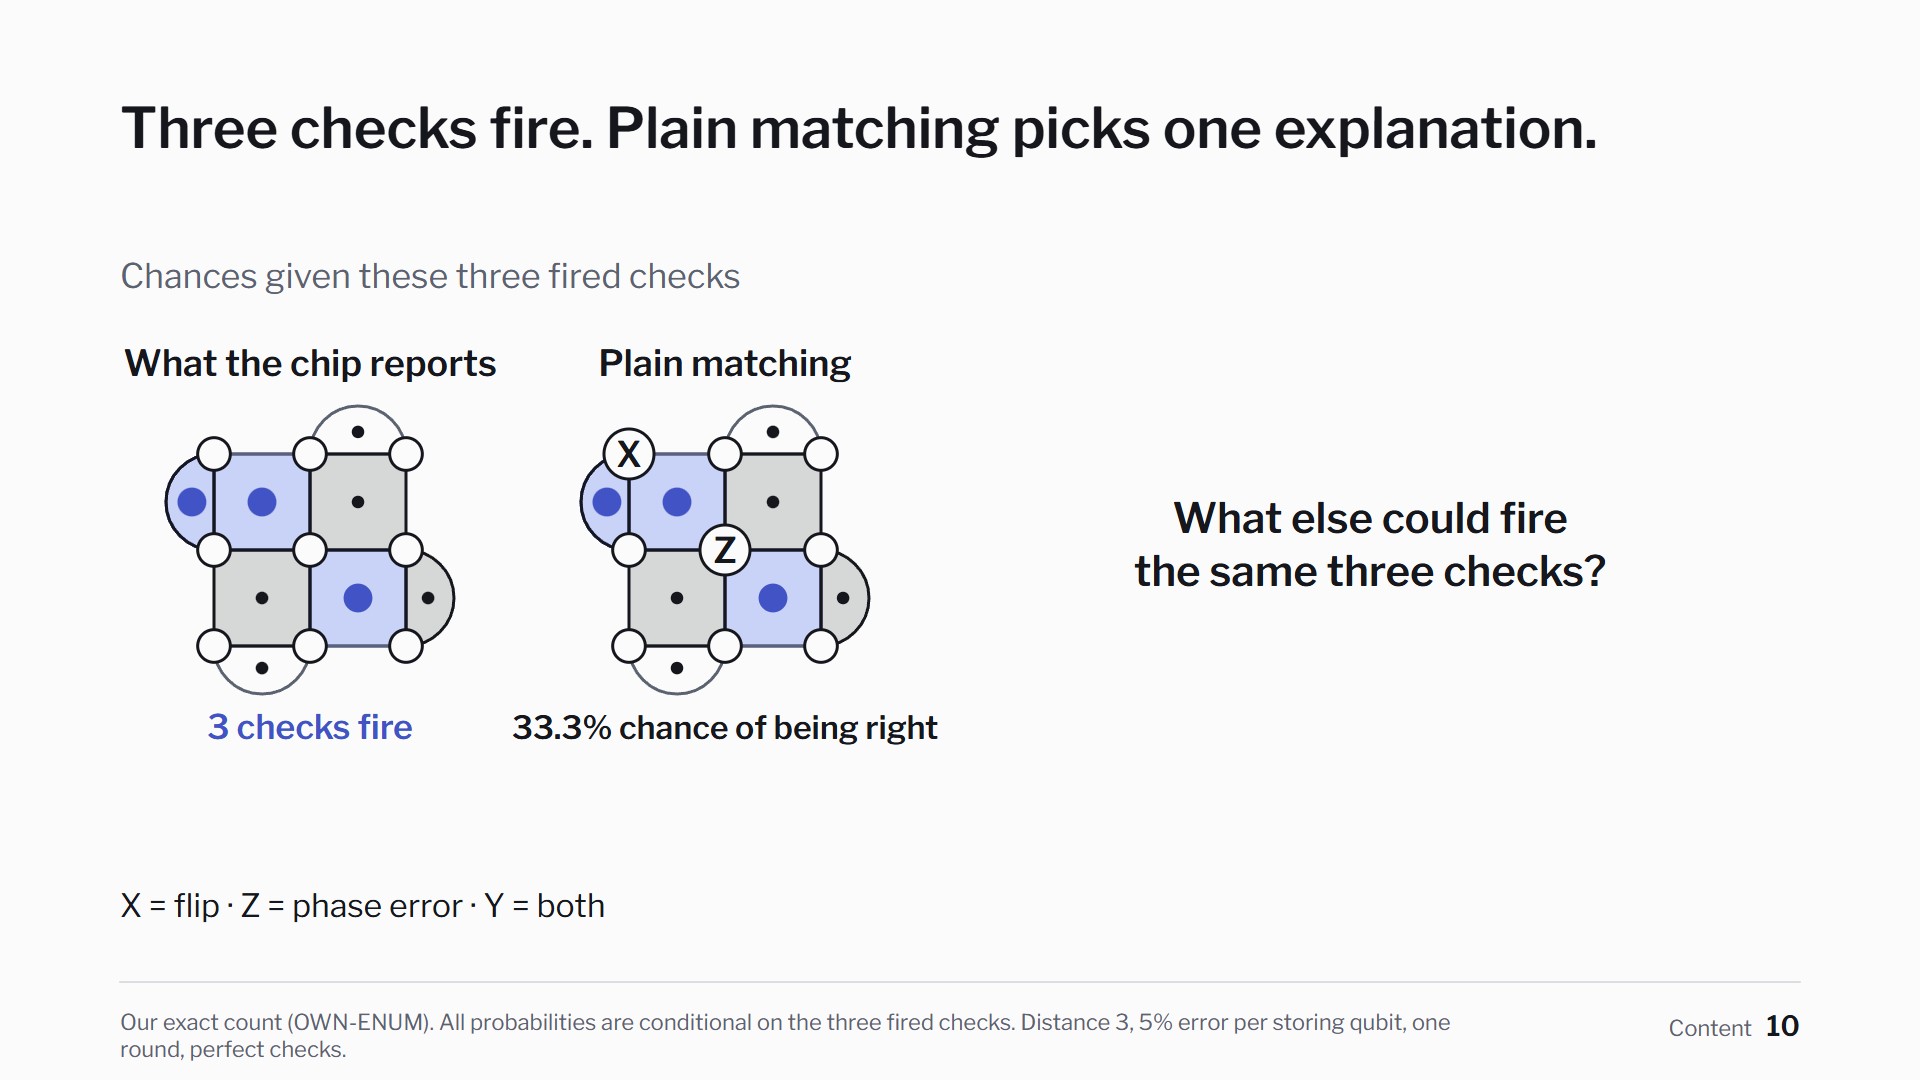 Three checks fire. Plain matching picks one explanation.
Chances given these three fired checks
What the chip reports
Plain matching
X
Z
3 checks fire
33.3% chance of being right
What else could fire
the same three checks?
X = flip · Z = phase error · Y = both
Our exact count (OWN-ENUM). All probabilities are conditional on the three fired checks. Distance 3, 5% error per storing qubit, one
round, perfect checks.
Content 10